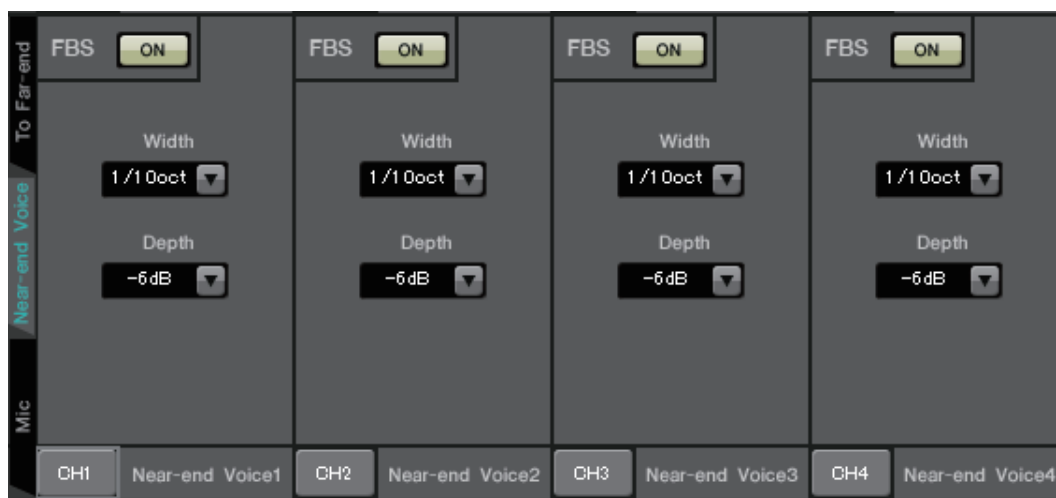 To Far-end
Near-end Voice
Mic
FBS ON FBS ON FBS ON FBS ON
Width Width Width Width
1/10oct 1/10oct 1/10oct 1/10oct
Depth Depth Depth Depth
-6dB -6dB -6dB -6dB
CH1 Near-end Voice1 CH2 Near-end Voice2 CH3 Near-end Voice3 CH4 Near-end Voice4